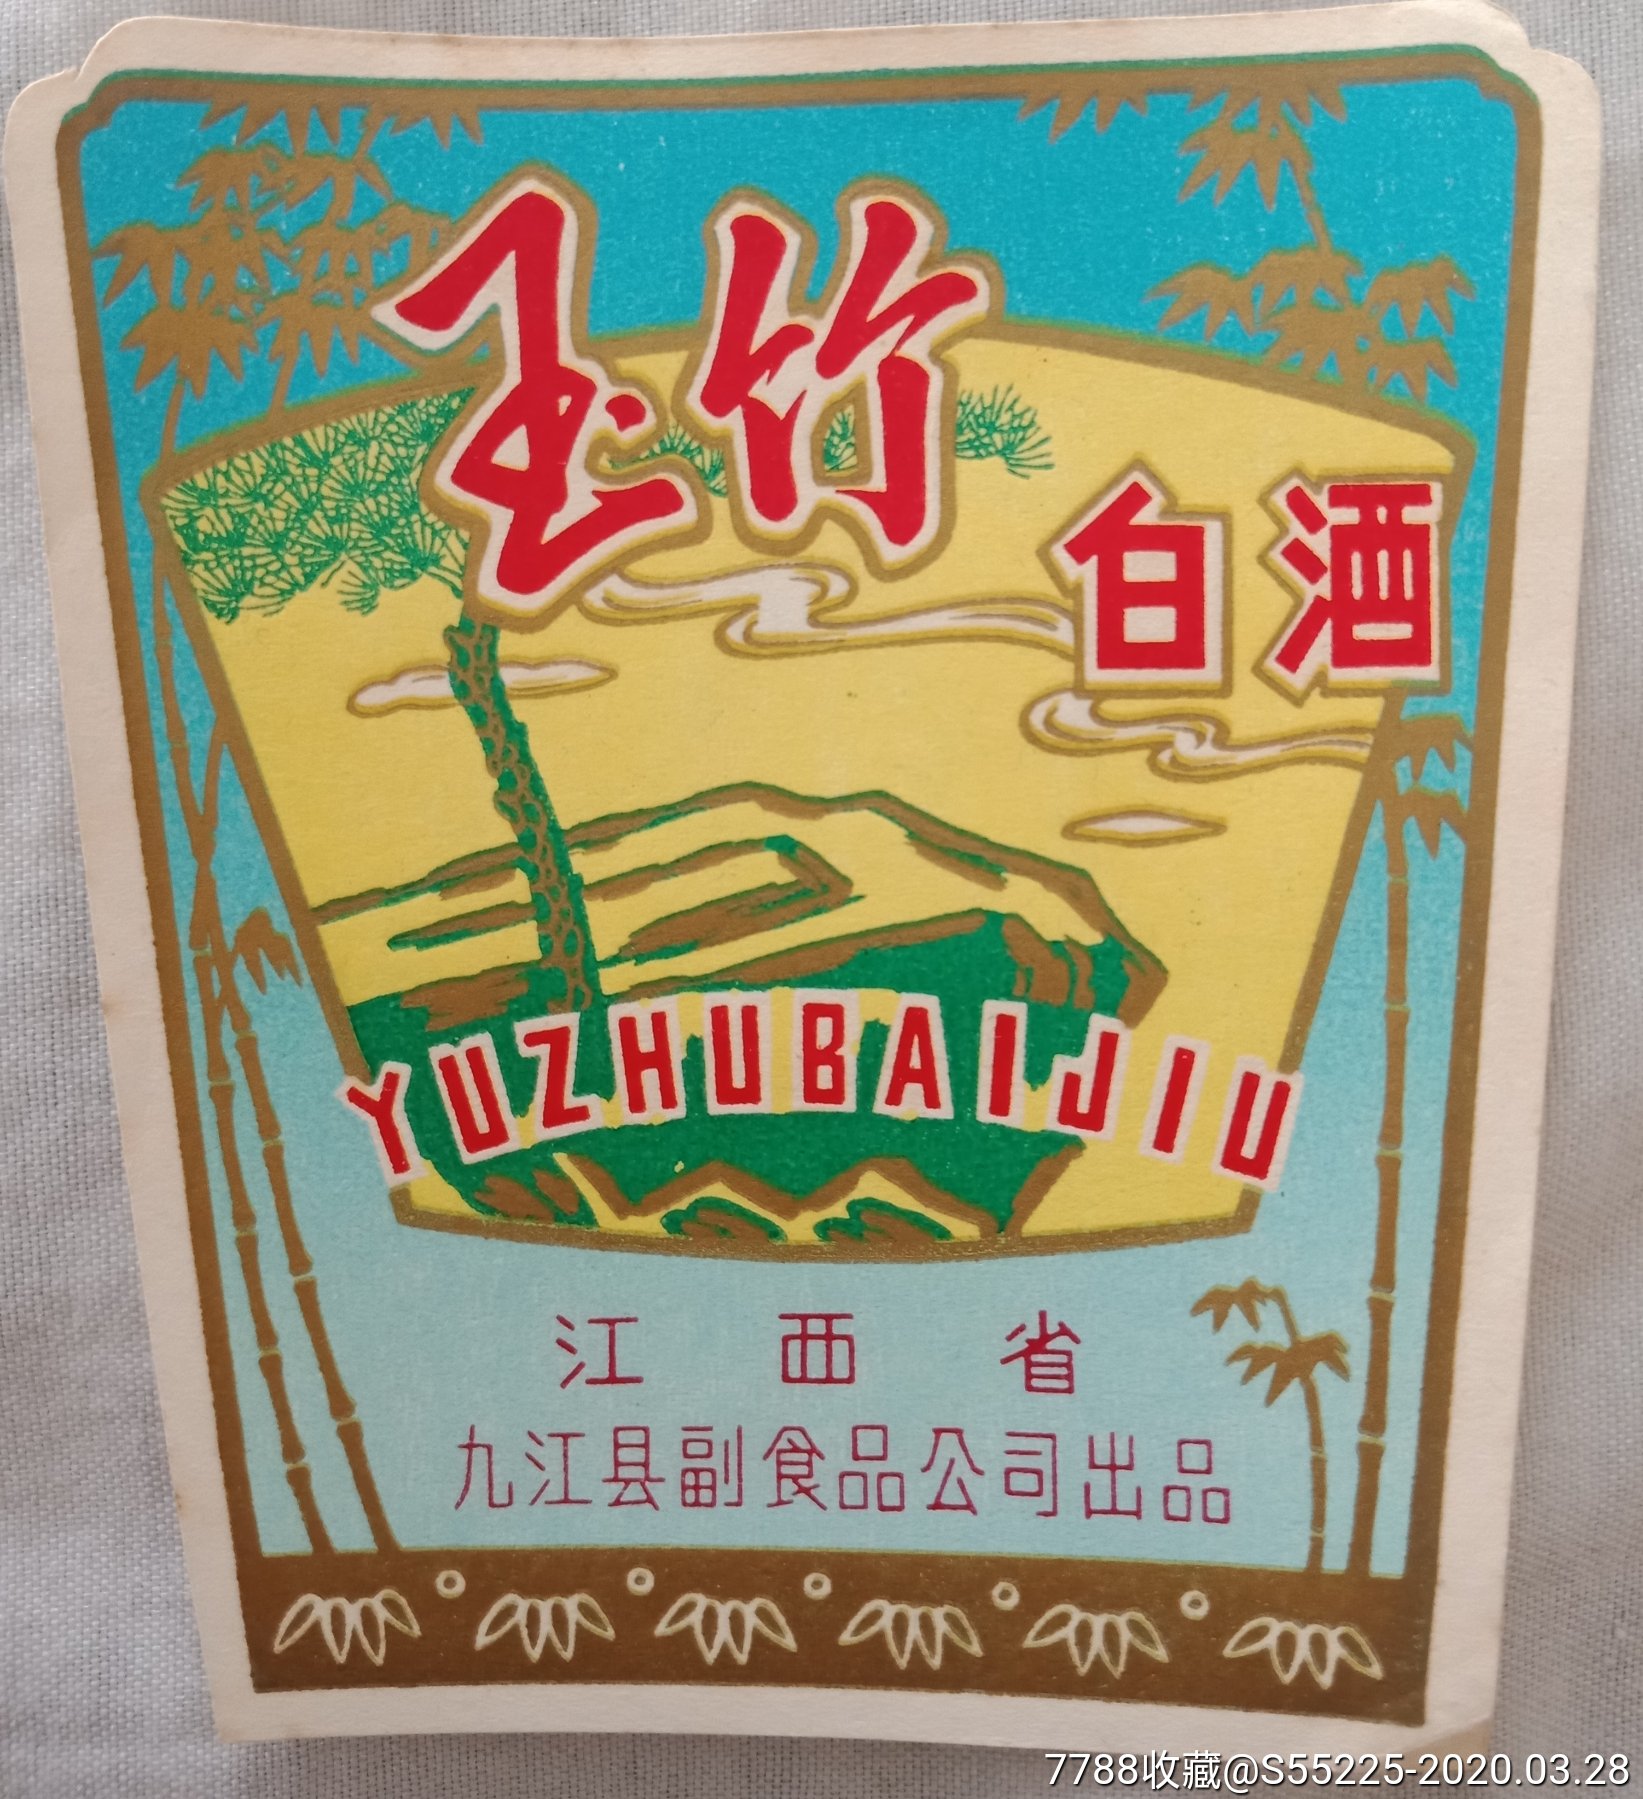 玉竹
白酒
YUZHUBAIJIU
江西省
九江县副食品公司出品
7788收藏@S55225-2020.03.28